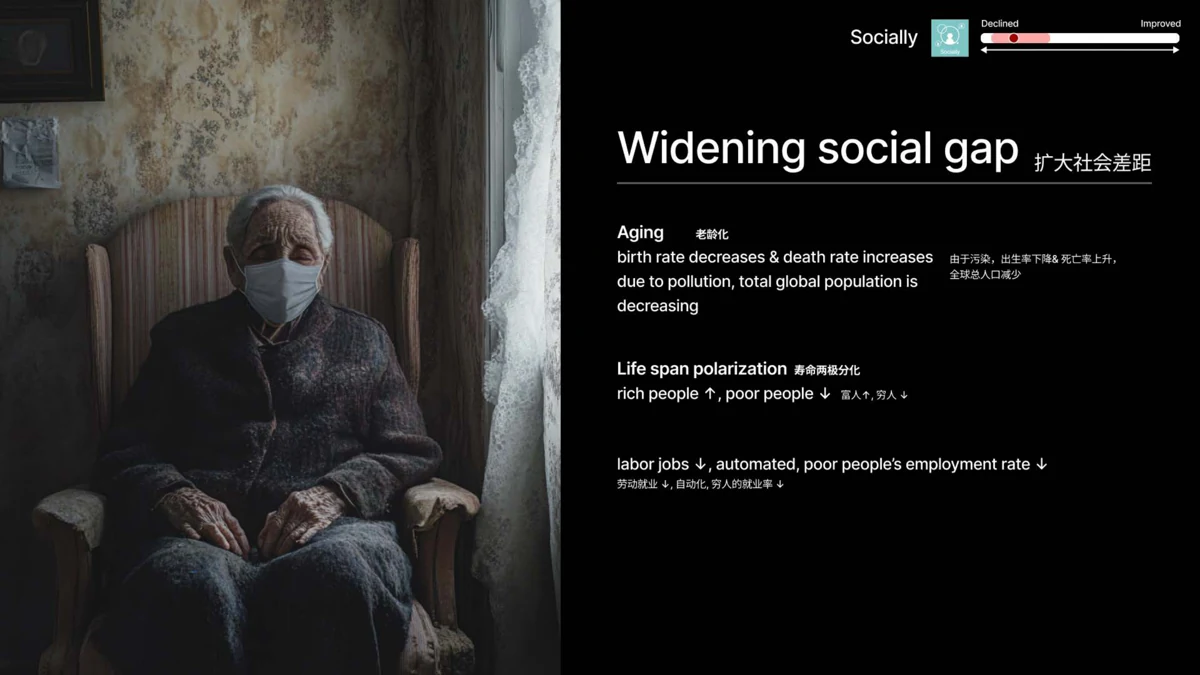 Socially
Socially
Declined
Improved
Widening social gap 扩大社会差距
Aging 老龄化
birth rate decreases & death rate increases
due to pollution, total global population is
decreasing
由于污染，出生率下降& 死亡率上升，
全球总人口减少
Life span polarization 寿命两极分化
rich people ↑, poor people ↓ 富人↑, 穷人 ↓
labor jobs ↓, automated, poor people’s employment rate ↓
劳动就业 ↓, 自动化, 穷人的就业率 ↓